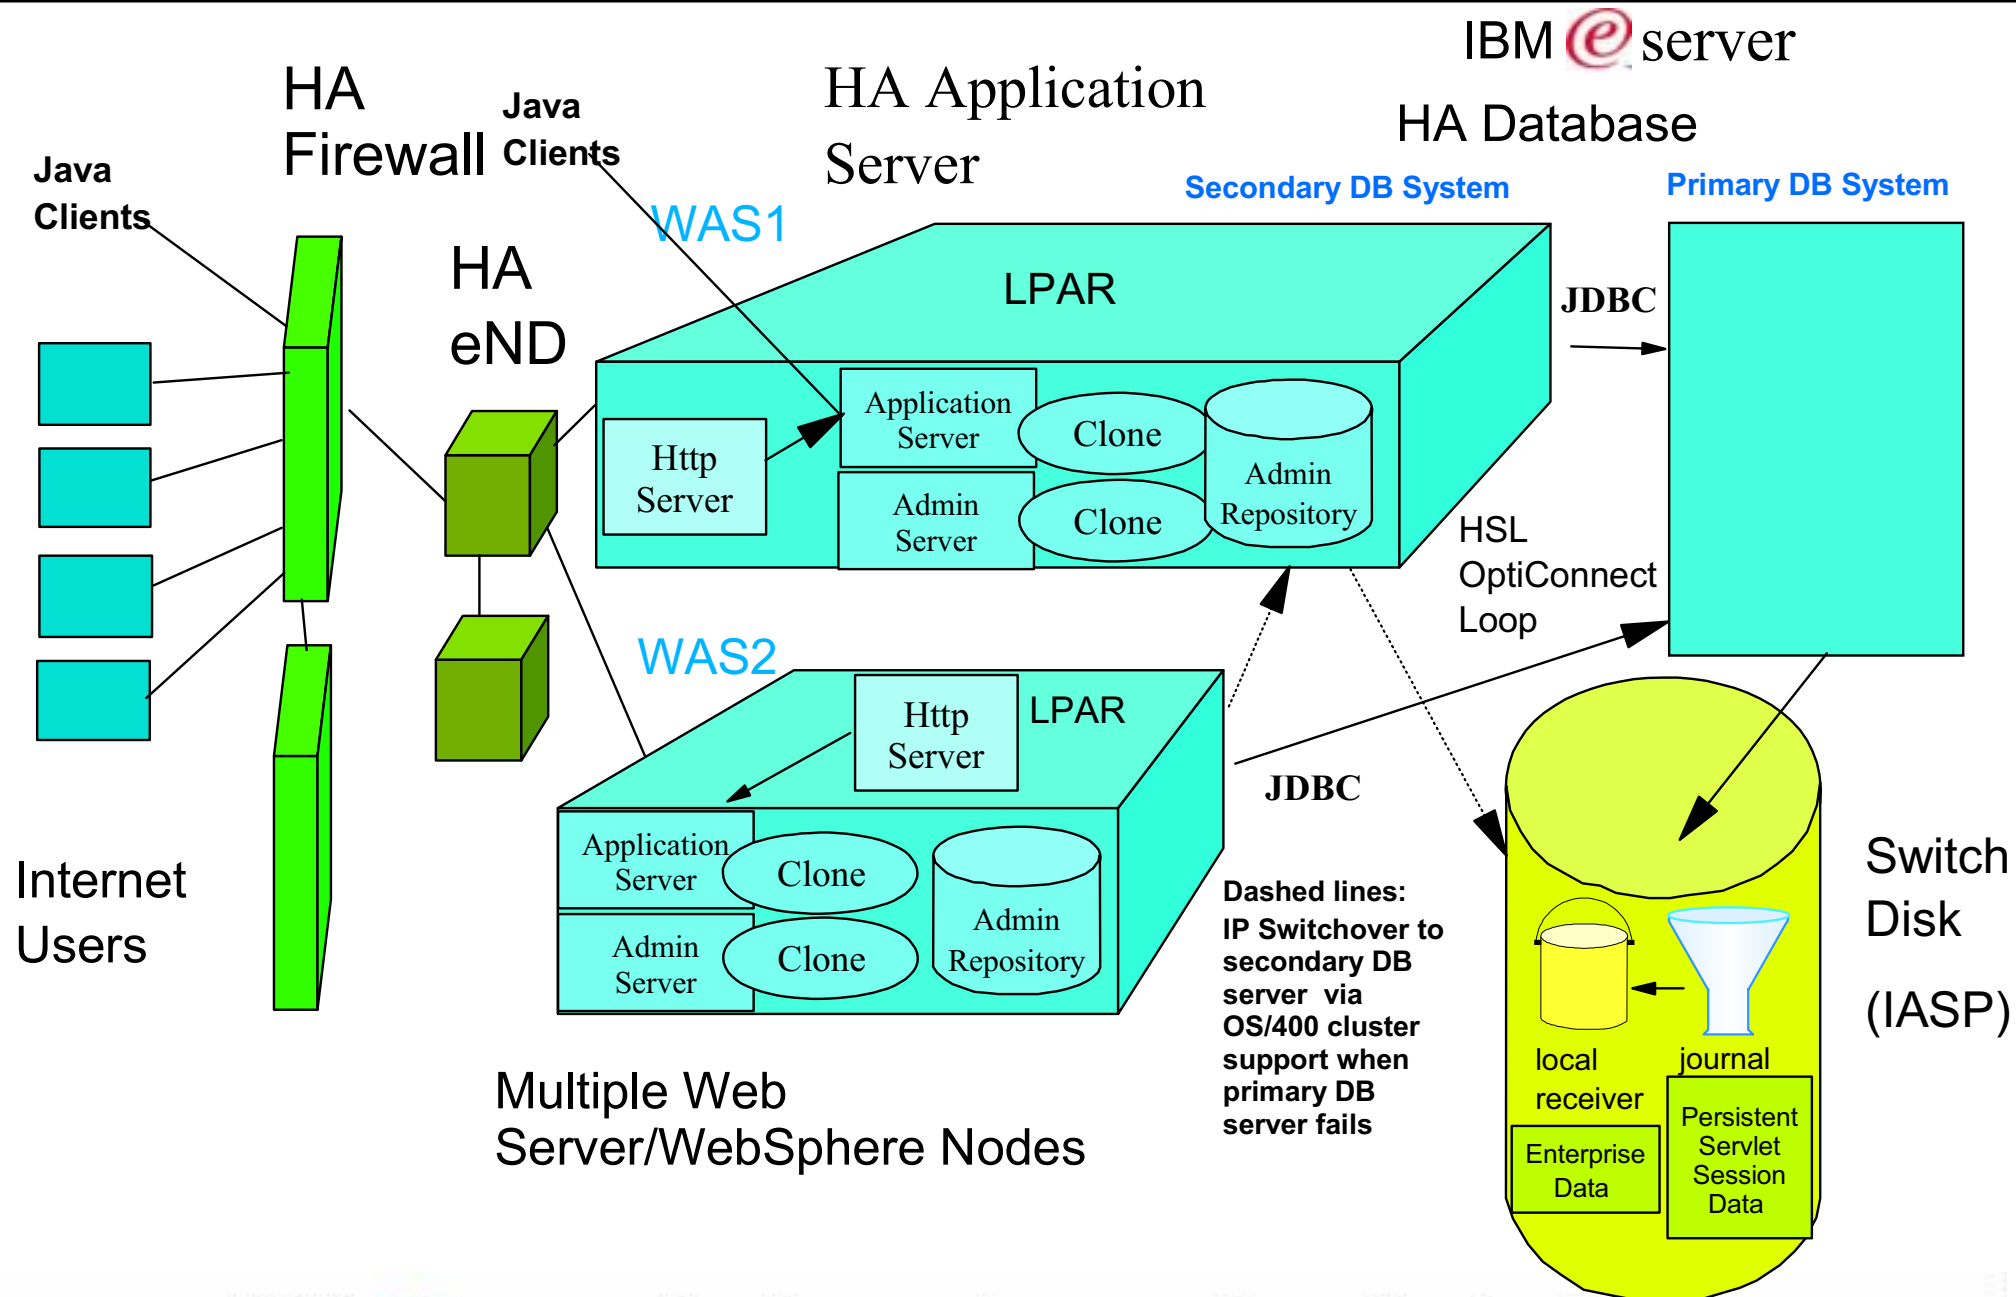 IBM e server
HA
Firewall
Java
Clients
HA Application
Server
HA Database
Java
Clients
Secondary DB System
Primary DB System
WAS1
HA
eND
LPAR
JDBC
Http
Server
Application
Server
Clone
Admin
Server
Clone
Admin
Repository
HSL
OptiConnect
Loop
WAS2
LPAR
Http
Server
JDBC
Application
Server
Clone
Admin
Server
Clone
Admin
Repository
Internet
Users
Dashed lines:
IP Switchover to
secondary DB
server via
OS/400 cluster
support when
primary DB
server fails
Switch
Disk
(IASP)
local
receiver
journal
Enterprise
Data
Persistent
Servlet
Session
Data
Multiple Web
Server/WebSphere Nodes